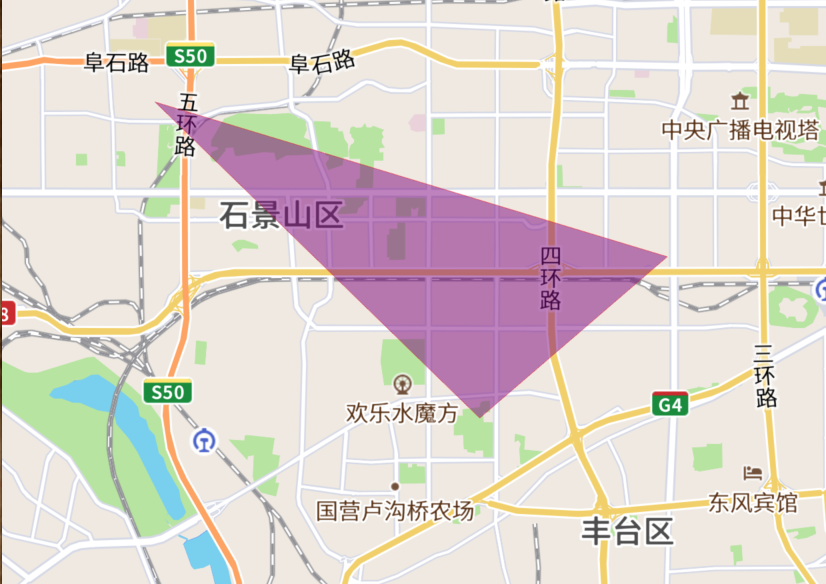 阜石路
S50
阜石路
五环路
中央广播电视塔
石景山区
中华世
四环路
8
三环路
S50
G4
欢乐水魔方
东风宾馆
国营卢沟桥农场
丰台区